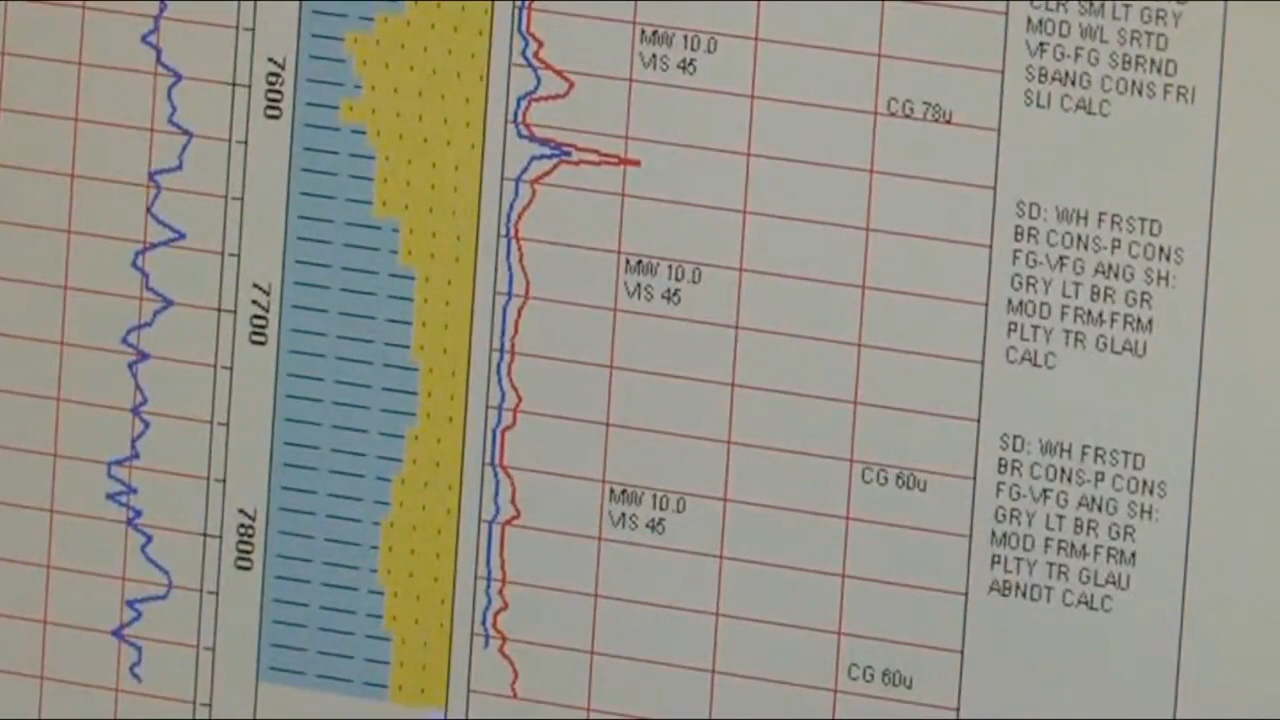 CLR SM LT GRY
MOD WL SRTD
VFG-FG SBRND
SBANG CONS FRI
SLI CALC
MW 10.0
VIS 45
7600
CG 78u
SD: WH FRSTD
BR CONS-P CONS
FG-VFG ANG SH:
GRY LT BR GR
MOD FRM-FRM
PLTY TR GLAU
CALC
MW 10.0
VIS 45
7700
SD: WH FRSTD
BR CONS-P CONS
FG-VFG ANG SH:
GRY LT BR GR
MOD FRM-FRM
PLTY TR GLAU
ABNDT CALC
CG 60u
MW 10.0
VIS 45
7800
CG 60u